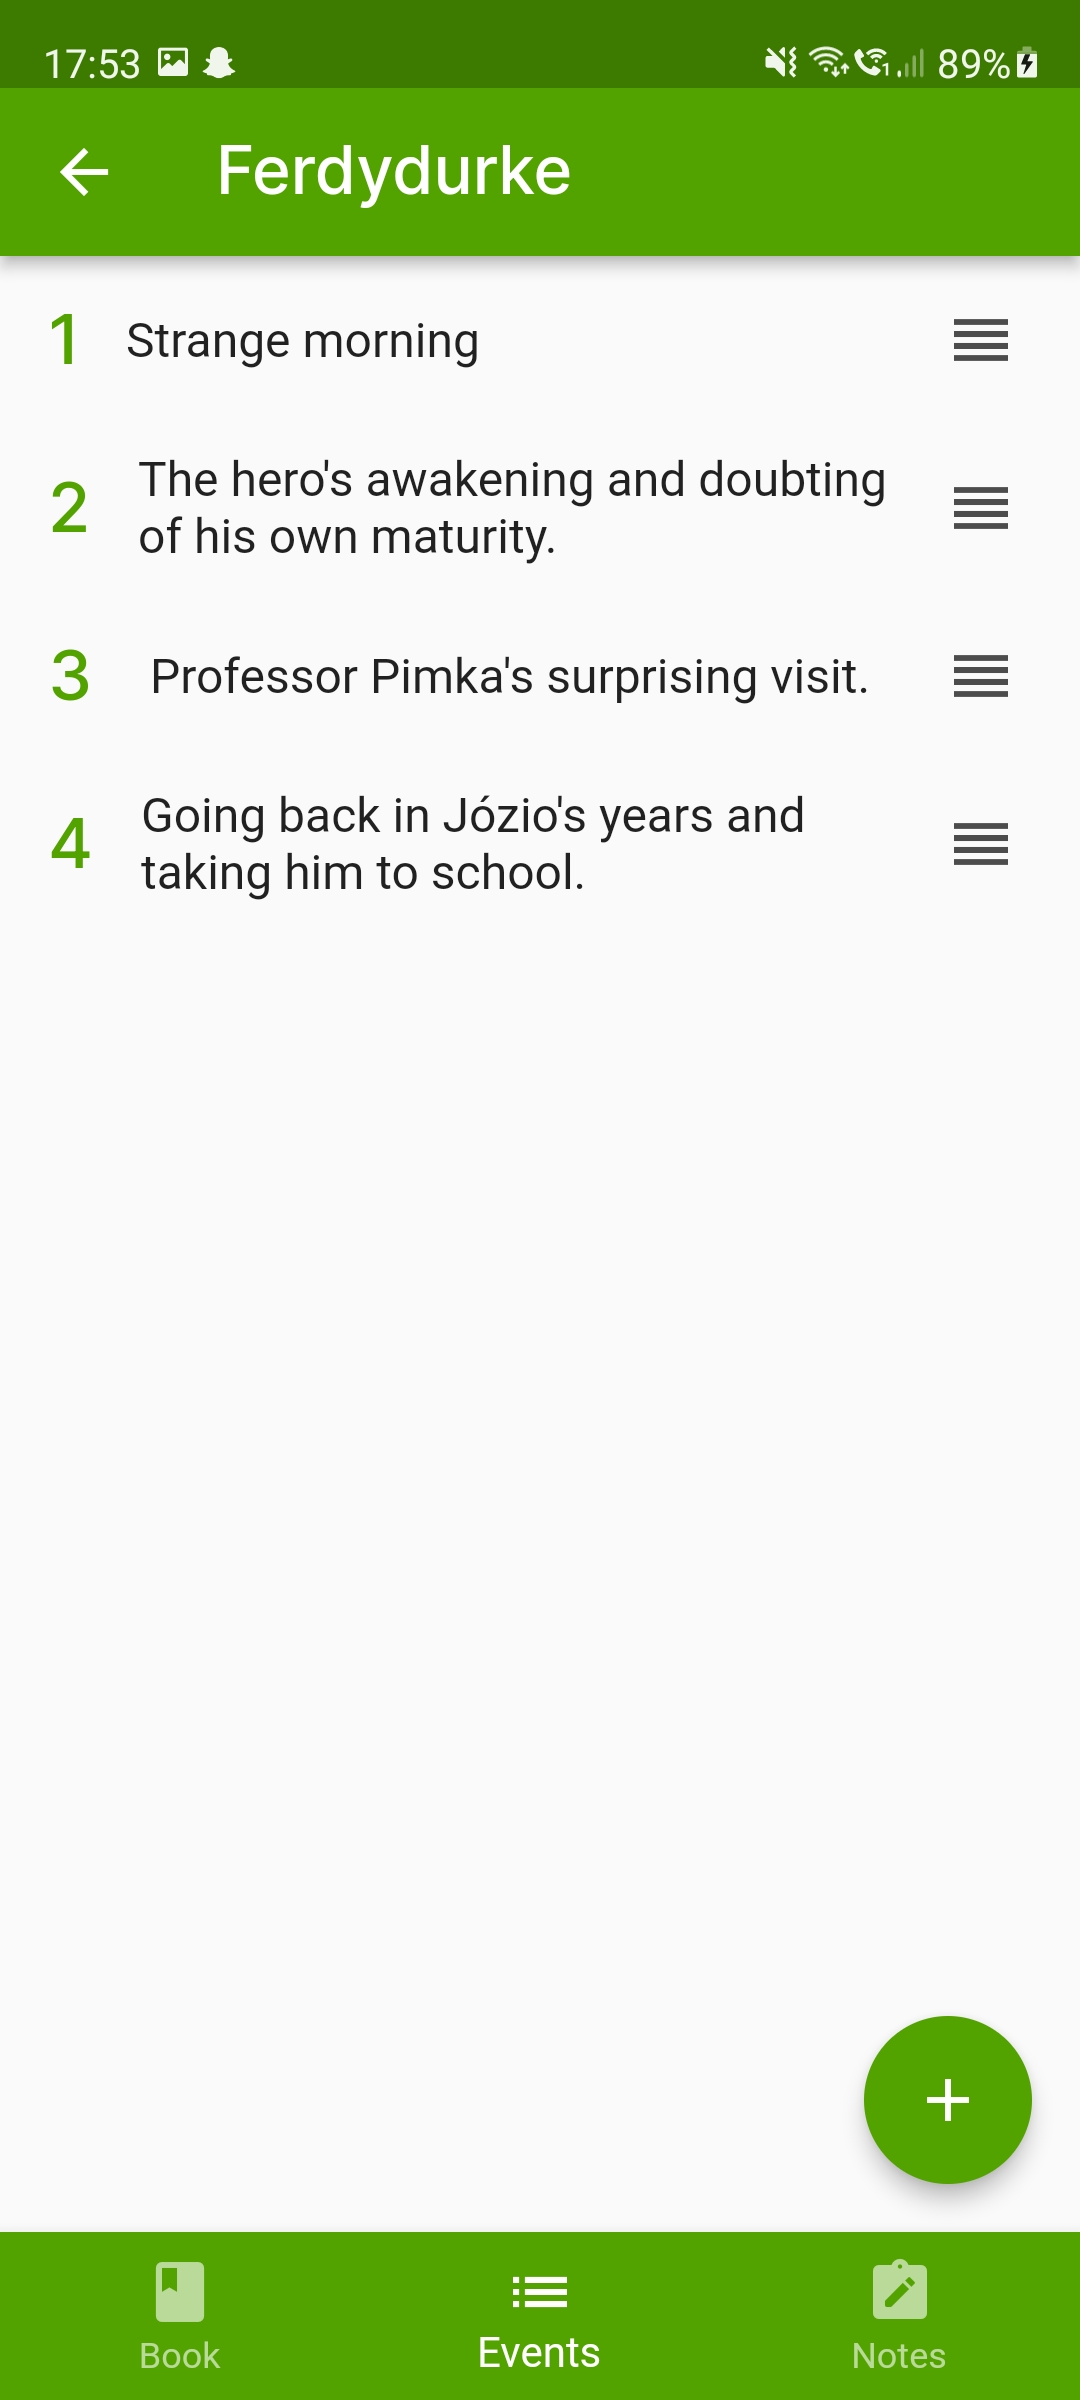 17:53
89%
Ferdydurke
1 Strange morning
2 The hero's awakening and doubting
of his own maturity.
3 Professor Pimka's surprising visit.
4 Going back in Józio's years and
taking him to school.
Book
Events
Notes